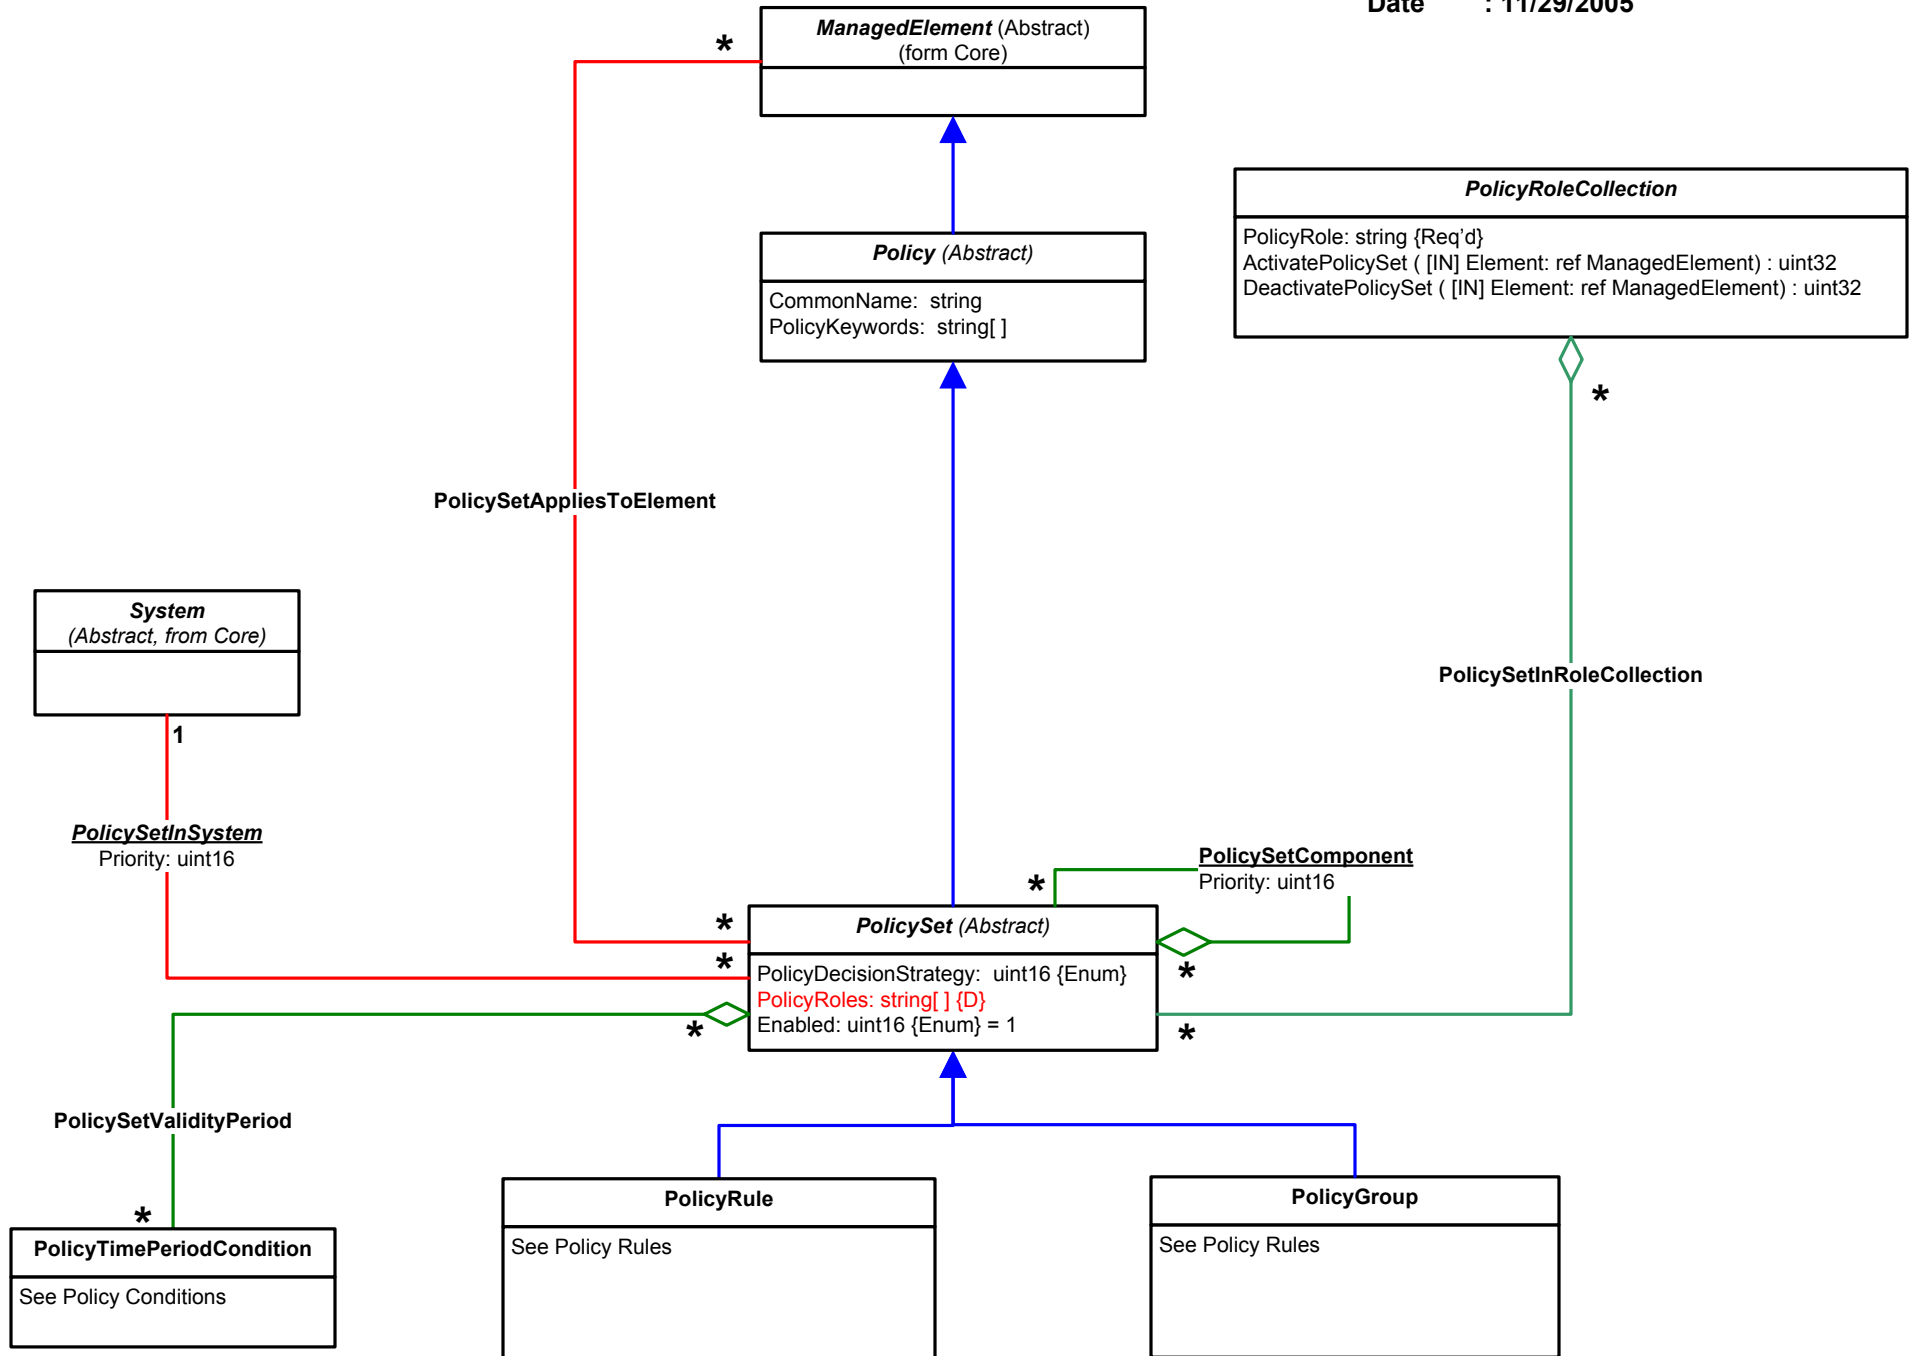 Date : 11/29/2005
*
ManagedElement (Abstract)
(form Core)
PolicyRoleCollection
PolicyRole: string {Req'd}
ActivatePolicySet ( [IN] Element: ref ManagedElement) : uint32
DeactivatePolicySet ( [IN] Element: ref ManagedElement) : uint32
*
Policy (Abstract)
CommonName: string
PolicyKeywords: string[ ]
PolicySetAppliesToElement
System
(Abstract, from Core)
1
PolicySetInRoleCollection
PolicySetInSystem
Priority: uint16
PolicySetComponent
Priority: uint16
*
*
*
PolicySet (Abstract)
PolicyDecisionStrategy: uint16 {Enum}
PolicyRoles: string[ ] {D}
Enabled: uint16 {Enum} = 1
*
*
*
PolicySetValidityPeriod
*
PolicyTimePeriodCondition
See Policy Conditions
PolicyRule
See Policy Rules
PolicyGroup
See Policy Rules